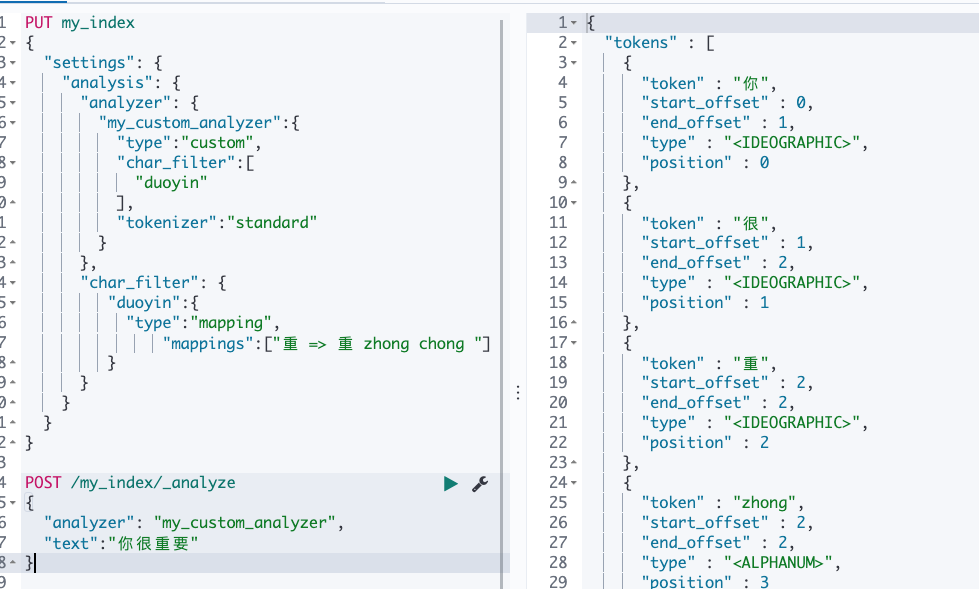 1 PUT my_index
2 {
3 "settings": {
4 "analysis": {
5 "analyzer": {
6 "my_custom_analyzer":{
7 "type":"custom",
8 "char_filter":[
9 "duoyin"
0 ],
1 "tokenizer":"standard"
2 }
3 },
4 "char_filter": {
5 "duoyin":{
6 "type":"mapping",
7 "mappings":["重 => 重 zhong chong "]
8 }
9 }
0 }
1 }
2 }
3
4 POST /my_index/_analyze
5 {
6 "analyzer": "my_custom_analyzer",
7 "text":"你很重要"
8 }
9
1 {
2 "tokens" : [
3 {
4 "token" : "你",
5 "start_offset" : 0,
6 "end_offset" : 1,
7 "type" : "<IDEOGRAPHIC>",
8 "position" : 0
9 },
10 {
11 "token" : "很",
12 "start_offset" : 1,
13 "end_offset" : 2,
14 "type" : "<IDEOGRAPHIC>",
15 "position" : 1
16 },
17 {
18 "token" : "重",
19 "start_offset" : 2,
20 "end_offset" : 2,
21 "type" : "<IDEOGRAPHIC>",
22 "position" : 2
23 },
24 {
25 "token" : "zhong",
26 "start_offset" : 2,
27 "end_offset" : 2,
28 "type" : "<ALPHANUM>",
29 "position" : 3